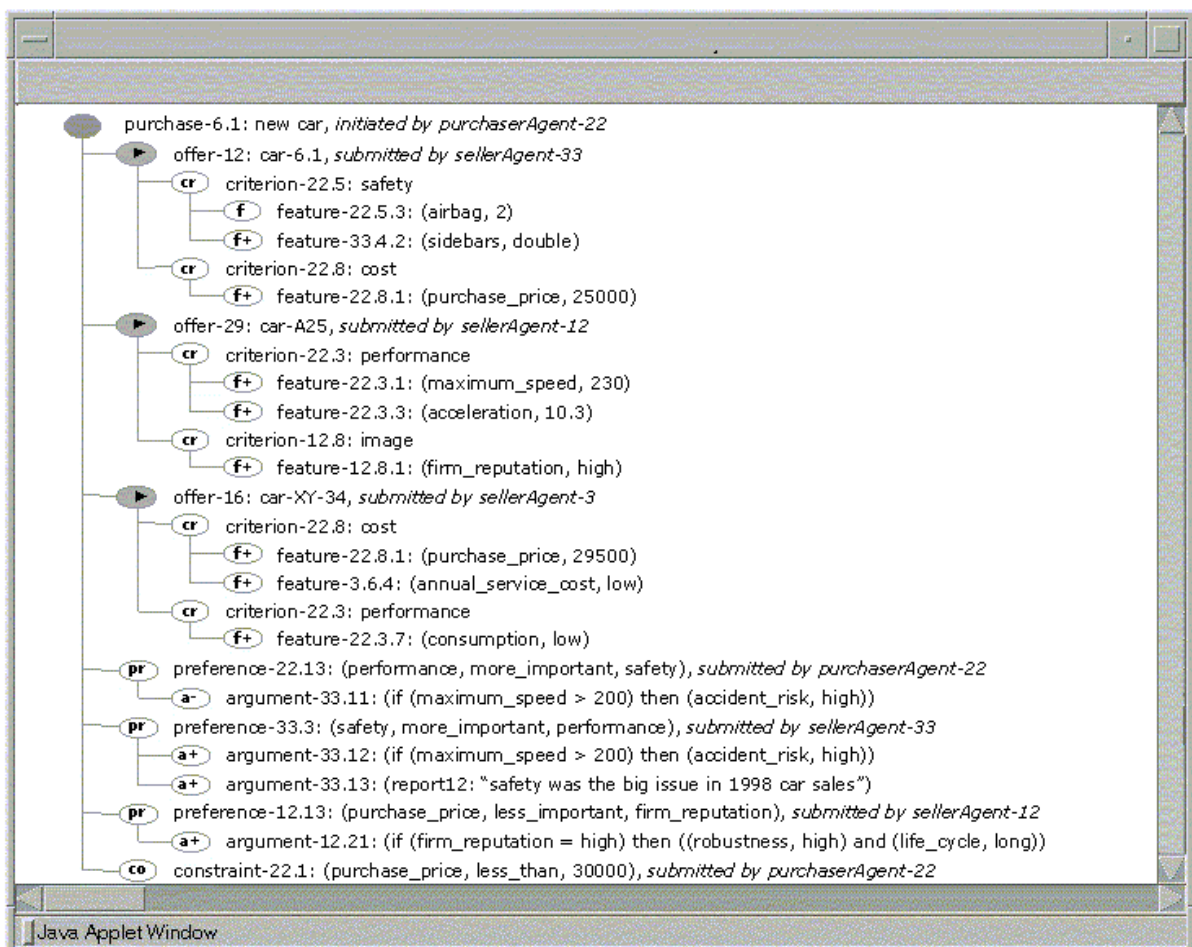 purchase-6.1: new car, initiated by purchaserAgent-22
offer-12: car-6.1, submitted by sellerAgent-33
cr criterion-22.5: safety
f feature-22.5.3: (airbag, 2)
f+ feature-33.4.2: (sidebars, double)
cr criterion-22.8: cost
f+ feature-22.8.1: (purchase_price, 25000)
offer-29: car-A25, submitted by sellerAgent-12
cr criterion-22.3: performance
f+ feature-22.3.1: (maximum_speed, 230)
f+ feature-22.3.3: (acceleration, 10.3)
cr criterion-12.8: image
f+ feature-12.8.1: (firm_reputation, high)
offer-16: car-XY-34, submitted by sellerAgent-3
cr criterion-22.8: cost
f+ feature-22.8.1: (purchase_price, 29500)
f+ feature-3.6.4: (annual_service_cost, low)
cr criterion-22.3: performance
f+ feature-22.3.7: (consumption, low)
pr preference-22.13: (performance, more_important, safety), submitted by purchaserAgent-22
a- argument-33.11: (if (maximum_speed > 200) then (accident_risk, high))
pr preference-33.3: (safety, more_important, performance), submitted by sellerAgent-33
a+ argument-33.12: (if (maximum_speed > 200) then (accident_risk, high))
a+ argument-33.13: (report12: “safety was the big issue in 1998 car sales”)
pr preference-12.13: (purchase_price, less_important, firm_reputation), submitted by sellerAgent-12
a+ argument-12.21: (if (firm_reputation = high) then ((robustness, high) and (life_cycle, long))
co constraint-22.1: (purchase_price, less_than, 30000), submitted by purchaserAgent-22
Java Applet Window